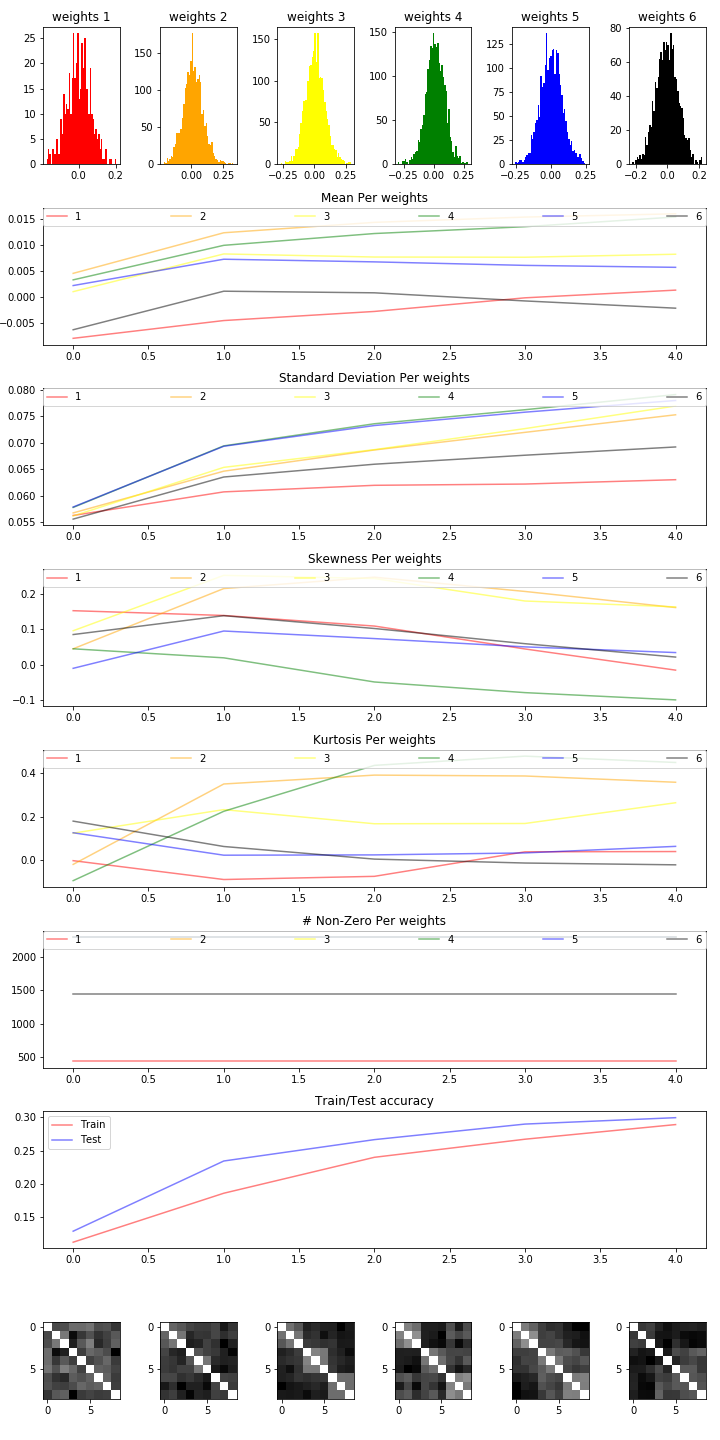 weights 1 weights 2 weights 3 weights 4 weights 5 weights 6
25 20 15 10 5 0 0.0 0.2
150 100 50 0 0.00 0.25
150 100 50 0 −0.25 0.00 0.25
150 125 100 75 50 25 0 −0.25 0.00 0.25
125 100 75 50 25 0 −0.25 0.00 0.25
80 60 40 20 0 −0.2 0.0 0.2
Mean Per weights
1 2 3 4 5 6
0.015
0.010
0.005
0.000
−0.005
0.0 0.5 1.0 1.5 2.0 2.5 3.0 3.5 4.0
Standard Deviation Per weights
1 2 3 4 5 6
0.080
0.075
0.070
0.065
0.060
0.055
0.0 0.5 1.0 1.5 2.0 2.5 3.0 3.5 4.0
Skewness Per weights
1 2 3 4 5 6
0.2
0.1
0.0
−0.1
0.0 0.5 1.0 1.5 2.0 2.5 3.0 3.5 4.0
Kurtosis Per weights
1 2 3 4 5 6
0.4
0.2
0.0
0.0 0.5 1.0 1.5 2.0 2.5 3.0 3.5 4.0
# Non-Zero Per weights
1 2 3 4 5 6
2000
1500
1000
500
0.0 0.5 1.0 1.5 2.0 2.5 3.0 3.5 4.0
Train/Test accuracy
Train
Test
0.30
0.25
0.20
0.15
0.0 0.5 1.0 1.5 2.0 2.5 3.0 3.5 4.0
0 0 0 0 0 0
5 5 5 5 5 5
0 5 0 5 0 5 0 5 0 5 0 5